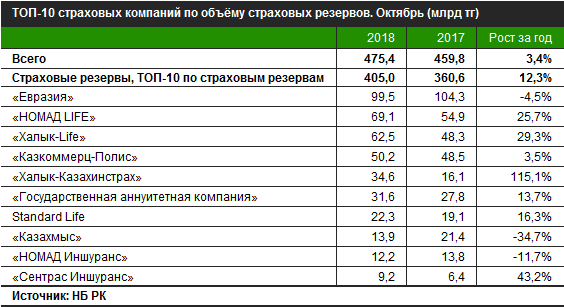 ТОП-10 страховых компаний по объёму страховых резервов. Октябрь (млрд тг)
2018 2017 Рост за год
Всего 475,4 459,8 3,4%
Страховые резервы, ТОП-10 по страховым резервам 405,0 360,6 12,3%
«Евразия» 99,5 104,3 -4,5%
«НОМАД LIFE» 69,1 54,9 25,7%
«Халык-Life» 62,5 48,3 29,3%
«Казкоммерц-Полис» 50,2 48,5 3,5%
«Халык-Казахинстрах» 34,6 16,1 115,1%
«Государственная аннуитетная компания» 31,6 27,8 13,7%
Standard Life 22,3 19,1 16,3%
«Казахмыс» 13,9 21,4 -34,7%
«НОМАД Иншуранс» 12,2 13,8 -11,7%
«Сентрас Иншуранс» 9,2 6,4 43,2%
Источник: НБ РК